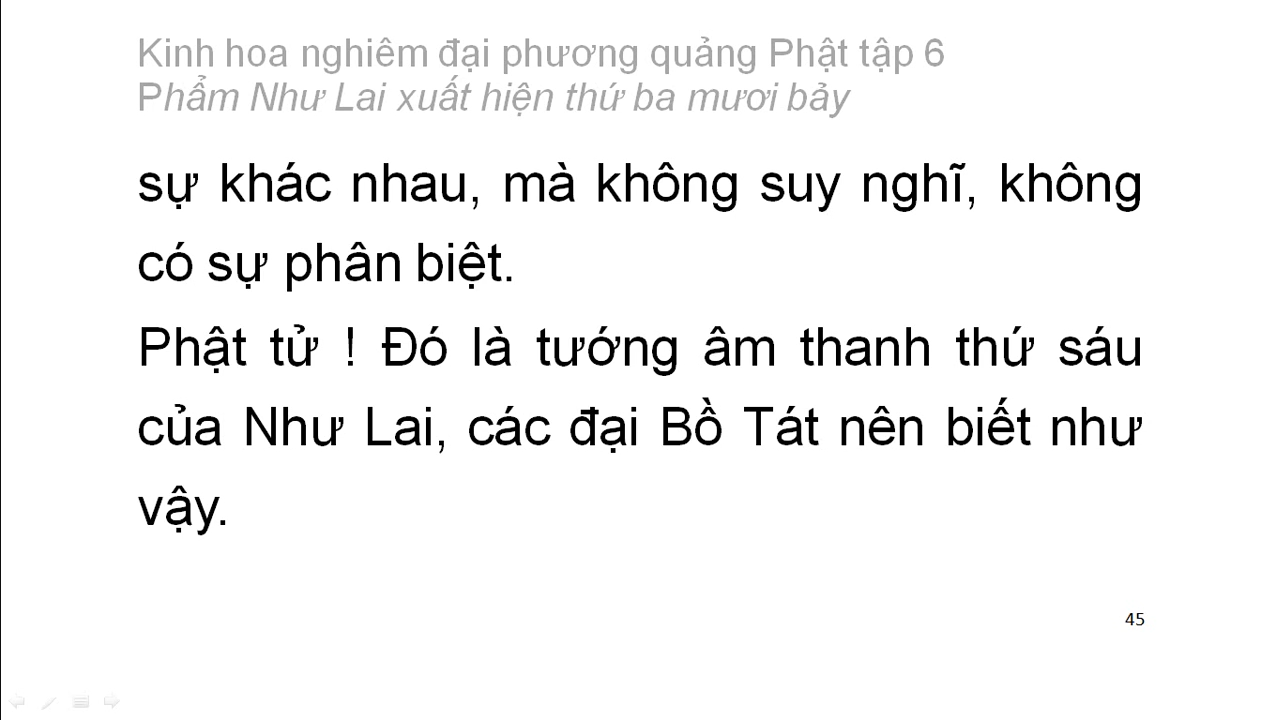 Kinh hoa nghiêm đại phương quảng Phật tập 6
Phẩm Như Lai xuất hiện thứ ba mươi bảy
sự khác nhau, mà không suy nghĩ, không
có sự phân biệt.
Phật tử ! Đó là tướng âm thanh thứ sáu
của Như Lai, các đại Bồ Tát nên biết như
vậy.
45